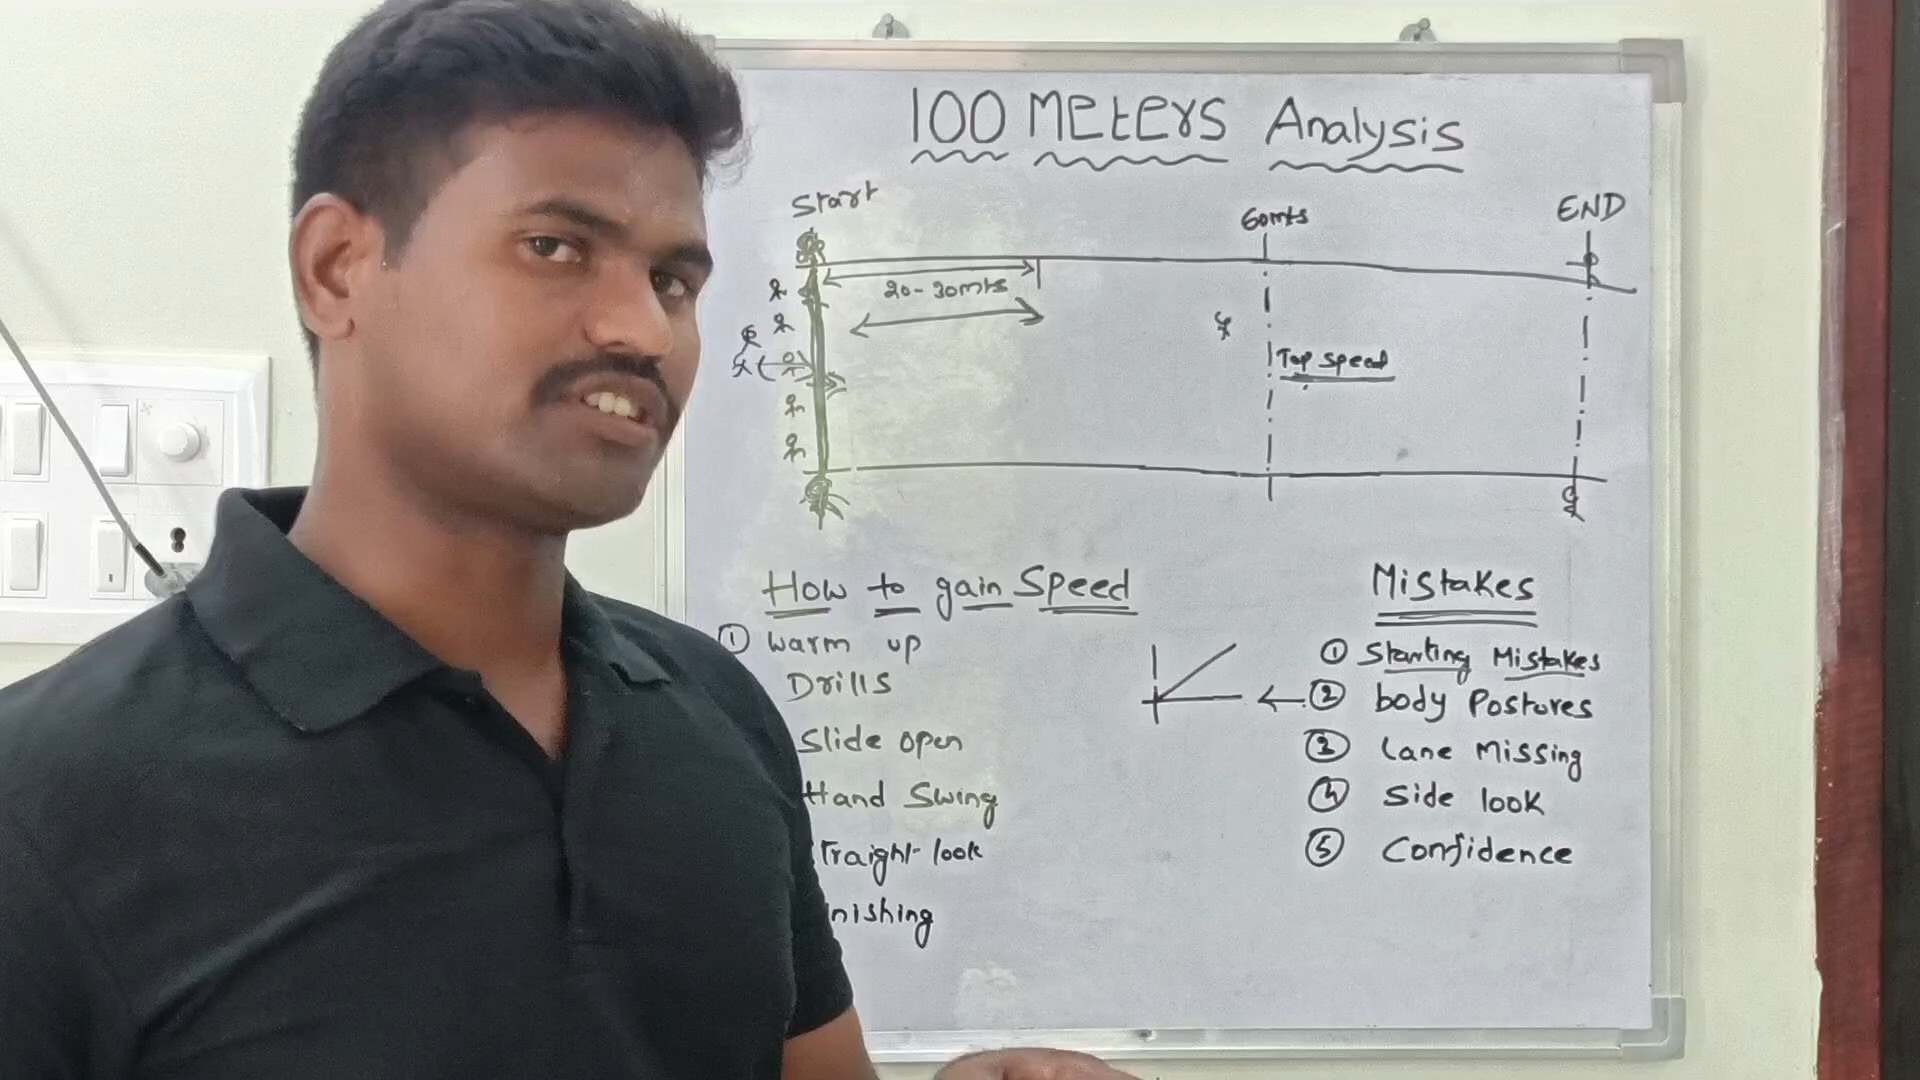 100 Meters Analysis
Start
60mts
END
20-30mts
Top speed
How to gain Speed
① Warm up
Drills
Slide open
Hand Swing
traight look
nishing
Mistakes
① Starting Mistakes
② body Postures
③ Lane Missing
④ Side look
⑤ Confidence